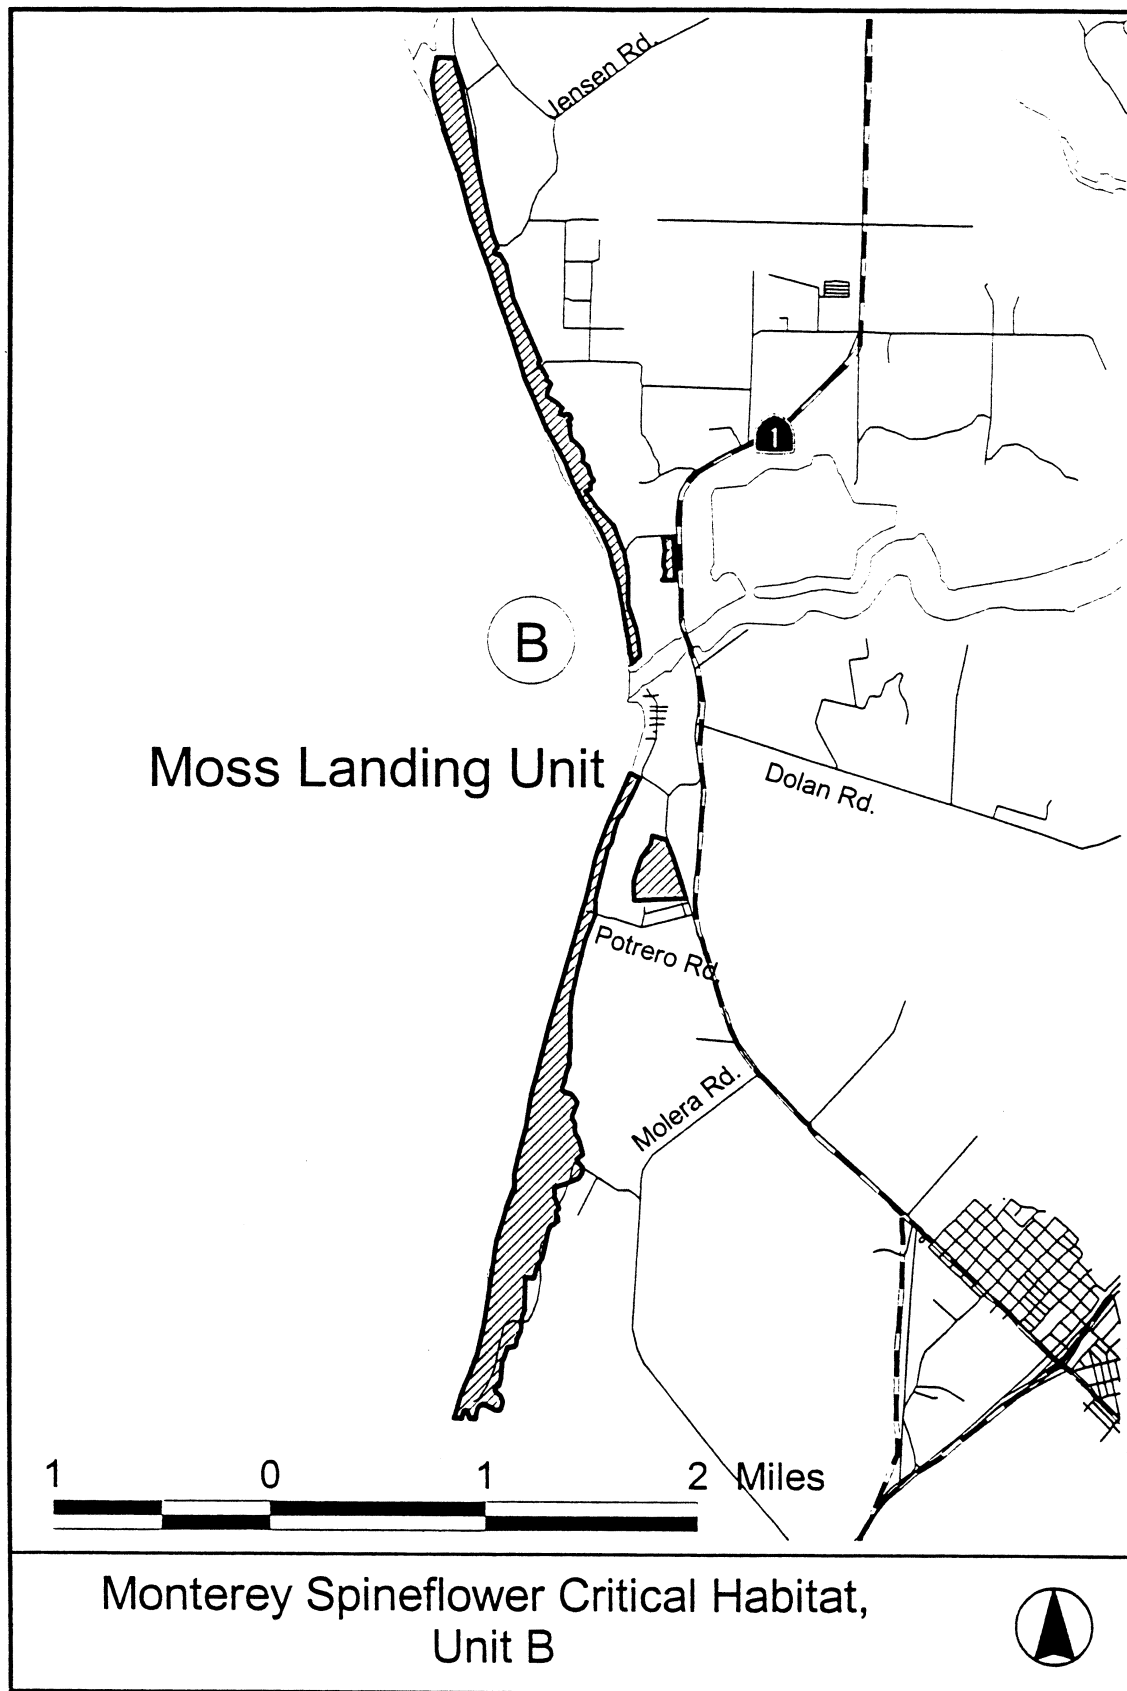 Jensen Rd.
1
B
Moss Landing Unit
Dolan Rd.
Potrero Rd.
Molera Rd.
1 0 1 2 Miles
Monterey Spineflower Critical Habitat,
Unit B